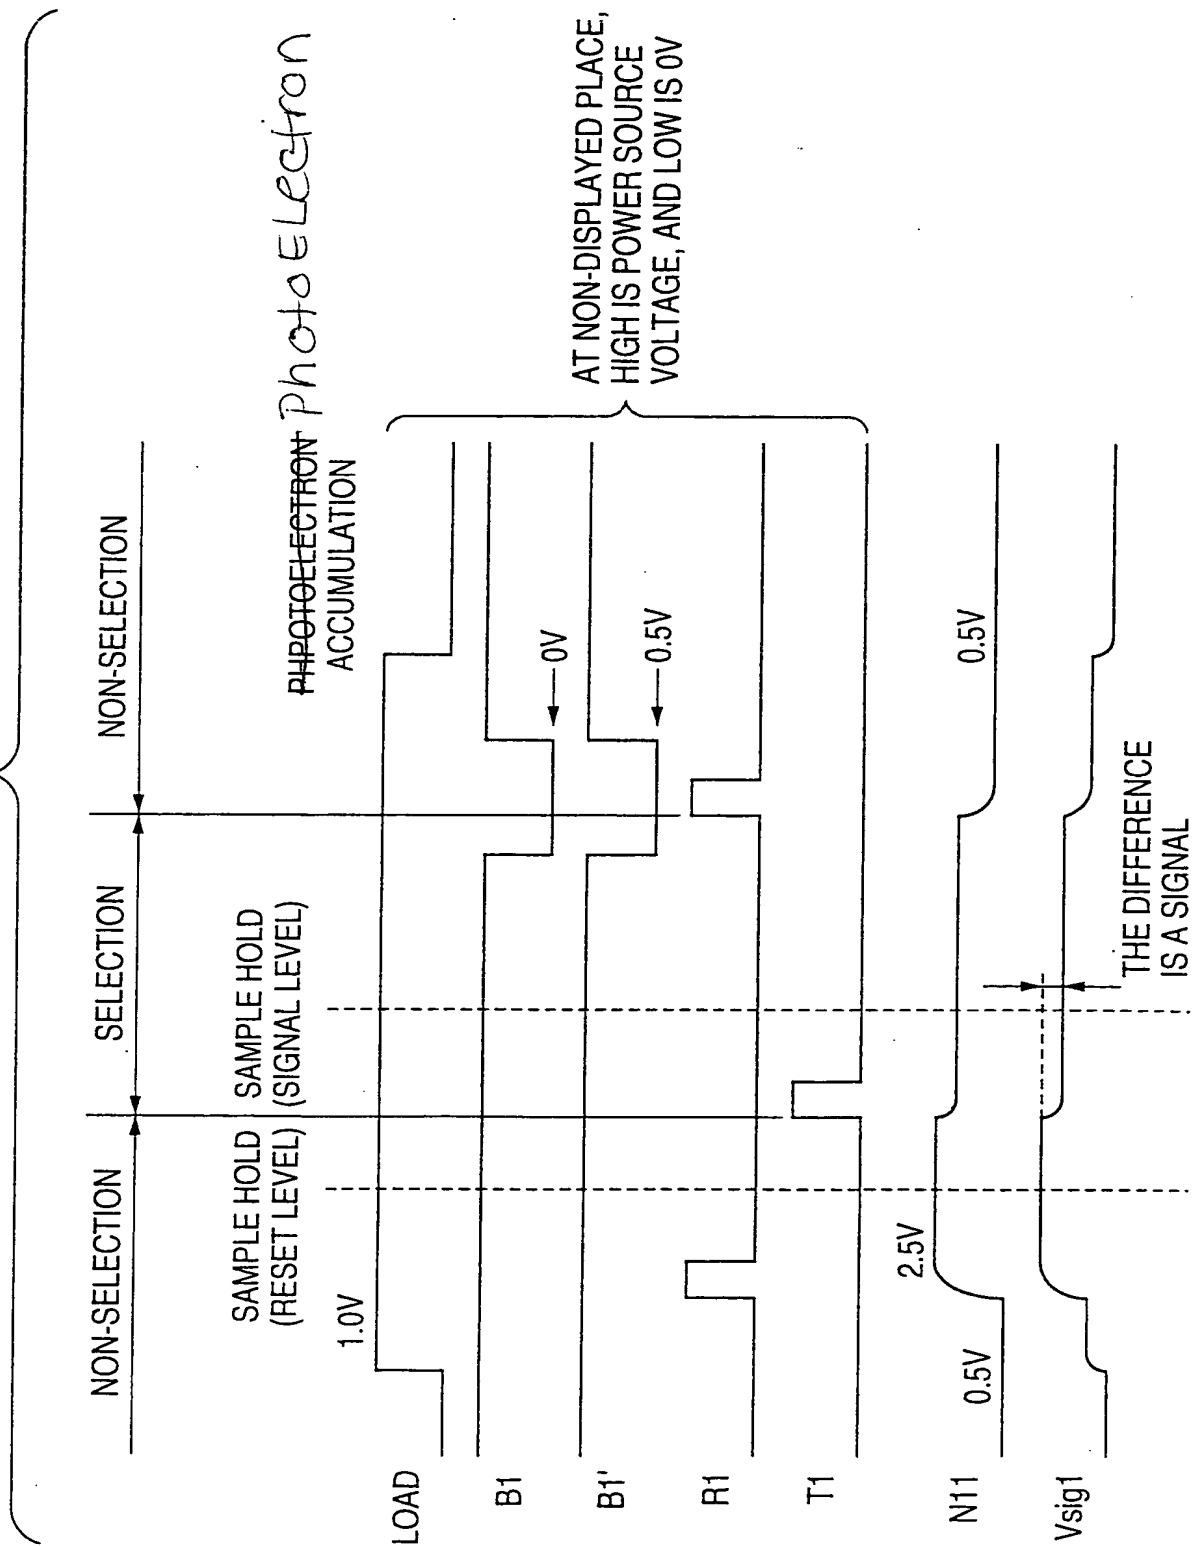 NON-SELECTION
SELECTION
NON-SELECTION
SAMPLE HOLD
(RESET LEVEL)
SAMPLE HOLD
(SIGNAL LEVEL)
PHPOTOELECTRON PhotoELectron
ACCUMULATION
1.0V
LOAD
B1
0V
B1'
0.5V
R1
T1
AT NON-DISPLAYED PLACE,
HIGH IS POWER SOURCE
VOLTAGE, AND LOW IS 0V
2.5V
N11
0.5V
0.5V
Vsig1
THE DIFFERENCE
IS A SIGNAL